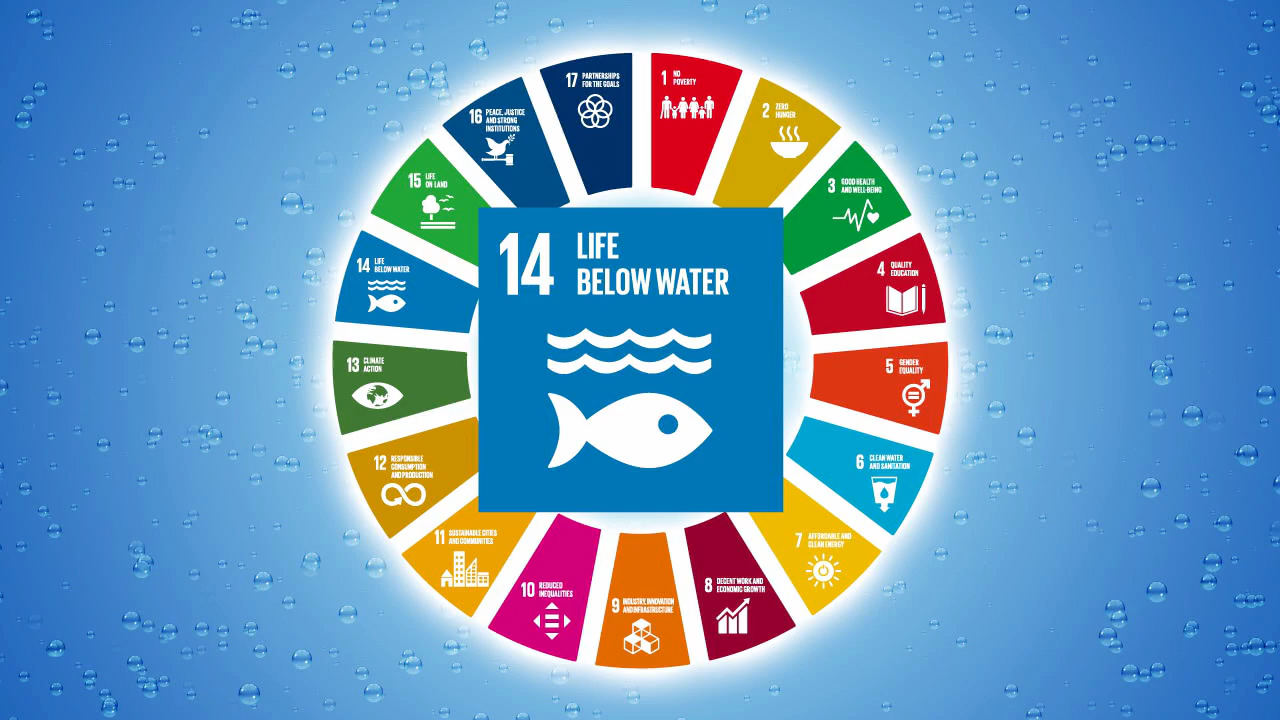 17 PARTNERSHIPS
FOR THE GOALS
1 NO
POVERTY
2 ZERO
HUNGER
3 GOOD HEALTH
AND WELL-BEING
4 QUALITY
EDUCATION
5 GENDER
EQUALITY
6 CLEAN WATER
AND SANITATION
7 AFFORDABLE AND
CLEAN ENERGY
8 DECENT WORK AND
ECONOMIC GROWTH
9 INDUSTRY, INNOVATION
AND INFRASTRUCTURE
10 REDUCED
INEQUALITIES
11 SUSTAINABLE CITIES
AND COMMUNITIES
12 RESPONSIBLE
CONSUMPTION
AND PRODUCTION
13 CLIMATE
ACTION
14 LIFE
BELOW WATER
15 LIFE
ON LAND
16 PEACE, JUSTICE
AND STRONG
INSTITUTIONS
14 LIFE
BELOW WATER